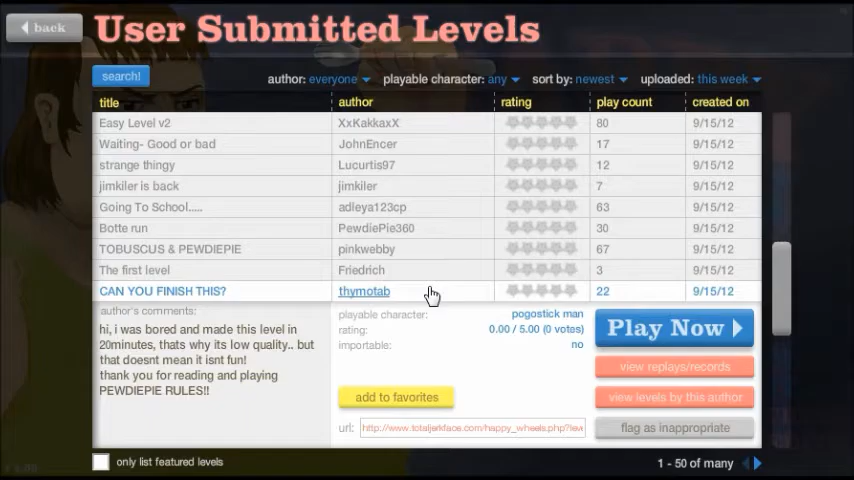 back
User Submitted Levels
search!
author: everyone playable character: any sort by: newest uploaded: this week
title author rating play count created on
Easy Level v2 XxKakkaxX 80 9/15/12
Waiting- Good or bad JohnEncer 17 9/15/12
strange thingy Lucurtis97 12 9/15/12
jimkiler is back jimkiler 7 9/15/12
Going To School..... adleya123cp 63 9/15/12
Botte run PewdiePie360 30 9/15/12
TOBUSCUS & PEWDIEPIE pinkwebby 67 9/15/12
The first level Friedrich 3 9/15/12
CAN YOU FINISH THIS? thymotab 22 9/15/12
author's comments:
hi, i was bored and made this level in
20minutes, thats why its low quality.. but
that doesnt mean it isnt fun!
thank you for reading and playing
PEWDIEPIE RULES!!
playable character: pogostick man
rating: 0.00 / 5.00 (0 votes)
importable: no
add to favorites
url: http://www.totaljerkface.com/happy_wheels.php?leve
Play Now
view replays/records
view levels by this author
flag as inappropriate
only list featured levels
1 - 50 of many